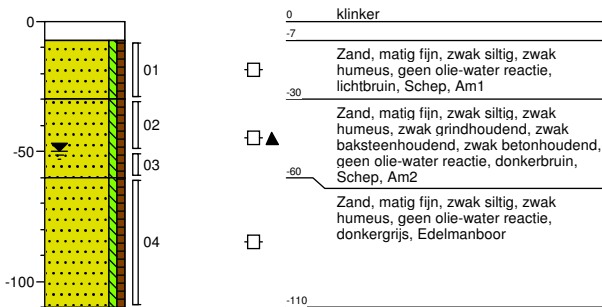 0
-50
-100
01
02
03
04
0
klinker
-7
Zand, matig fijn, zwak siltig, zwak
humeus, geen olie-water reactie,
lichtbruin, Schep, Am1
-30
Zand, matig fijn, zwak siltig, zwak
humeus, zwak grindhoudend, zwak
baksteenhoudend, zwak betonhoudend,
geen olie-water reactie, donkerbruin,
Schep, Am2
-60
Zand, matig fijn, zwak siltig, zwak
humeus, geen olie-water reactie,
donkergrijs, Edelmanboor
-110